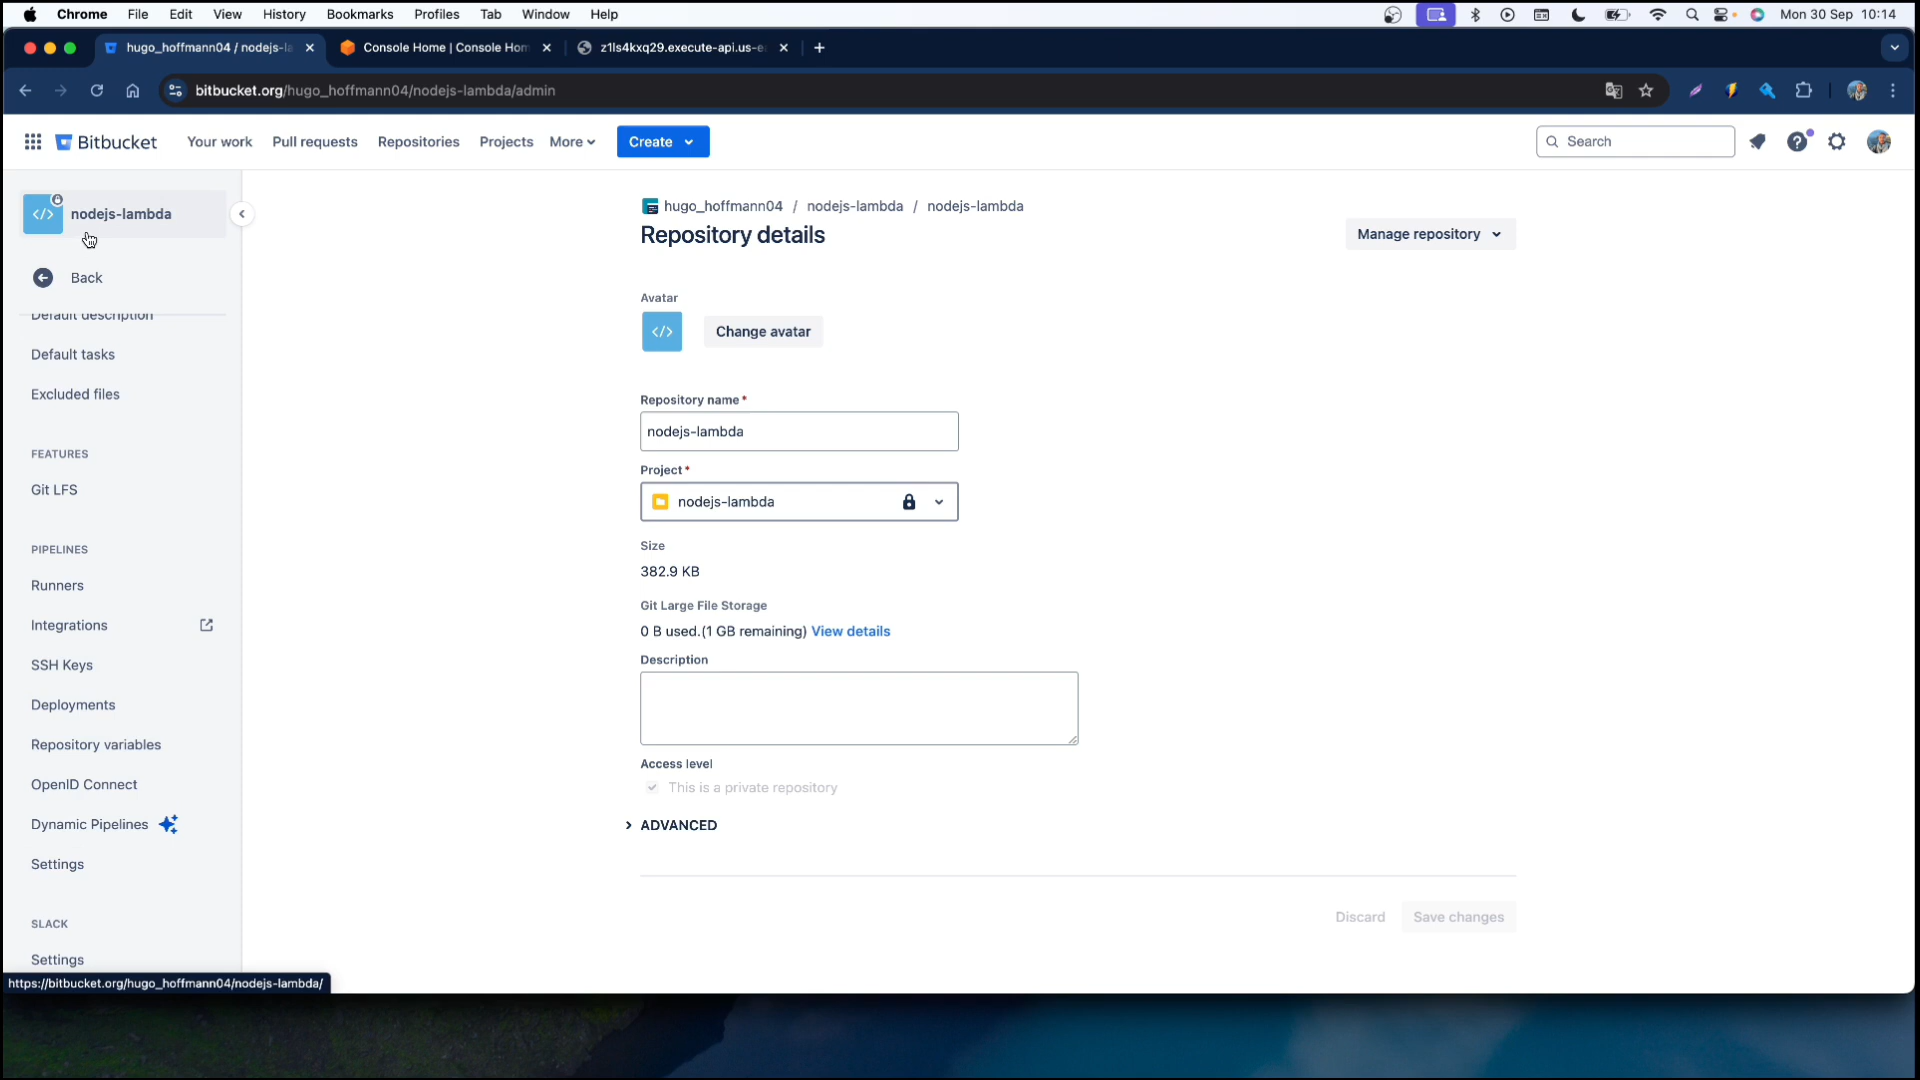 Chrome File Edit View History Bookmarks Profiles Tab Window Help Mon 30 Sep 10:14
hugo_hoffmann04 / nodejs-la Console Home | Console Hom z1ls4kxq29.execute-api.us-e
bitbucket.org/hugo_hoffmann04/nodejs-lambda/admin
Bitbucket Your work Pull requests Repositories Projects More Create Search
nodejs-lambda
Back
Default description
Default tasks
Excluded files
FEATURES
Git LFS
PIPELINES
Runners
Integrations
SSH Keys
Deployments
Repository variables
OpenID Connect
Dynamic Pipelines
Settings
SLACK
Settings
https://bitbucket.org/hugo_hoffmann04/nodejs-lambda/
hugo_hoffmann04 / nodejs-lambda / nodejs-lambda
Repository details
Manage repository
Avatar
</> Change avatar
Repository name*
nodejs-lambda
Project*
nodejs-lambda
Size
382.9 KB
Git Large File Storage
0 B used.(1 GB remaining) View details
Description
Access level
This is a private repository
ADVANCED
Discard Save changes